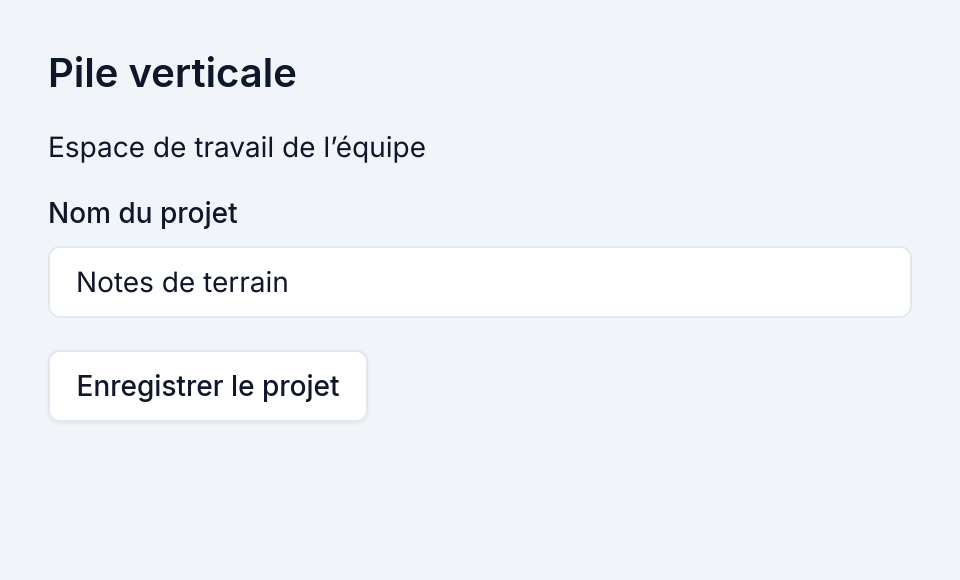 Pile verticale
Espace de travail de l’équipe
Nom du projet
Notes de terrain
Enregistrer le projet